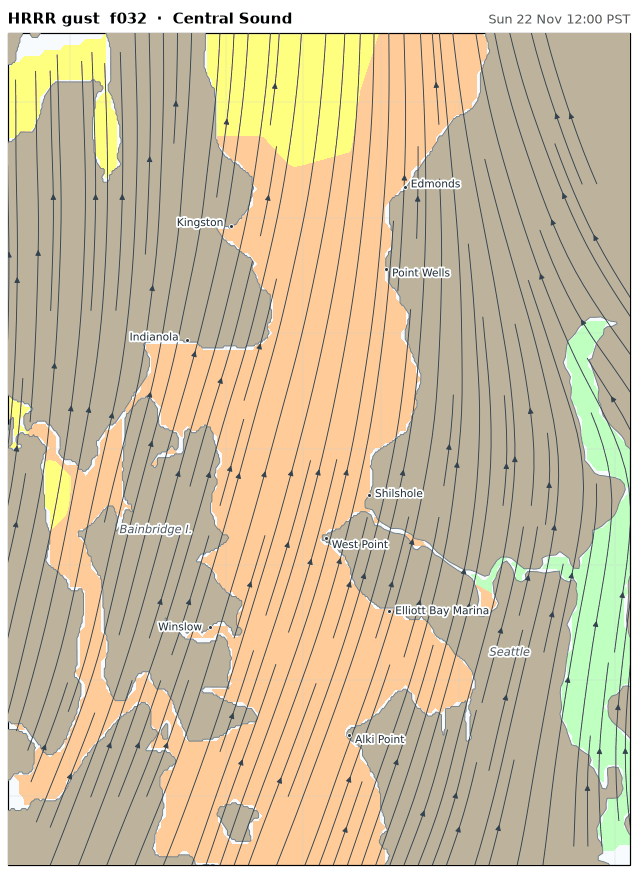 HRRR gust f032 · Central Sound
Sun 22 Nov 12:00 PST
Edmonds
Kingston
Point Wells
Indianola
Shilshole
Bainbridge I.
West Point
Elliott Bay Marina
Winslow
Seattle
Alki Point